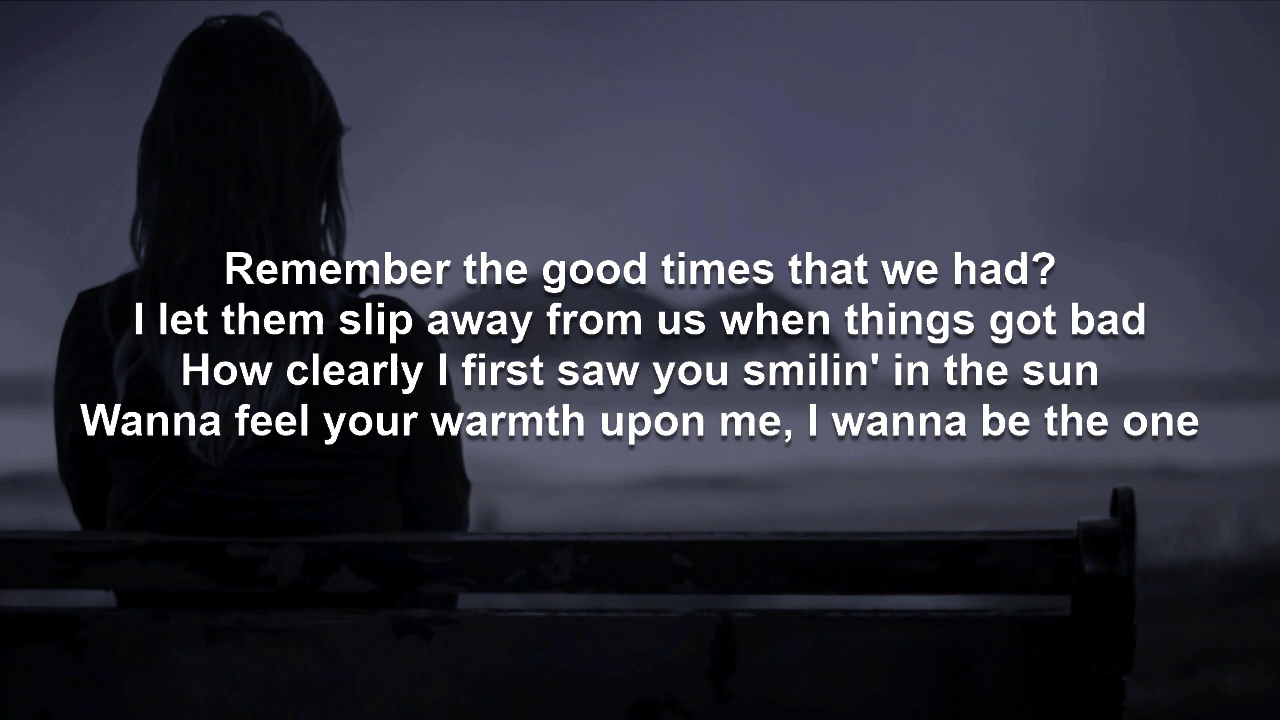 Remember the good times that we had?
I let them slip away from us when things got bad
How clearly I first saw you smilin' in the sun
Wanna feel your warmth upon me, I wanna be the one